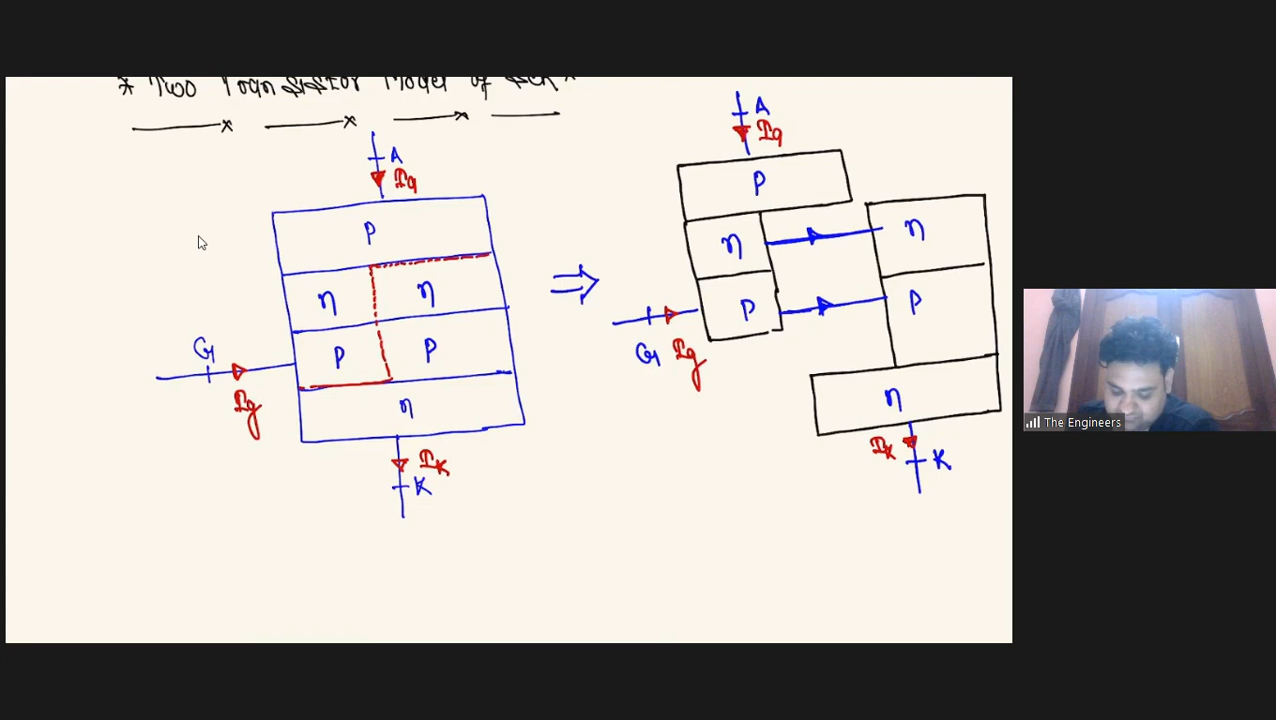 * Two Transistor Model of SCR *
A
Ia
P
n n
G
P P
Ig
n
IK
K
⇒
A
Ia
P
n n
P P
G Ig
n
IK K
The Engineers